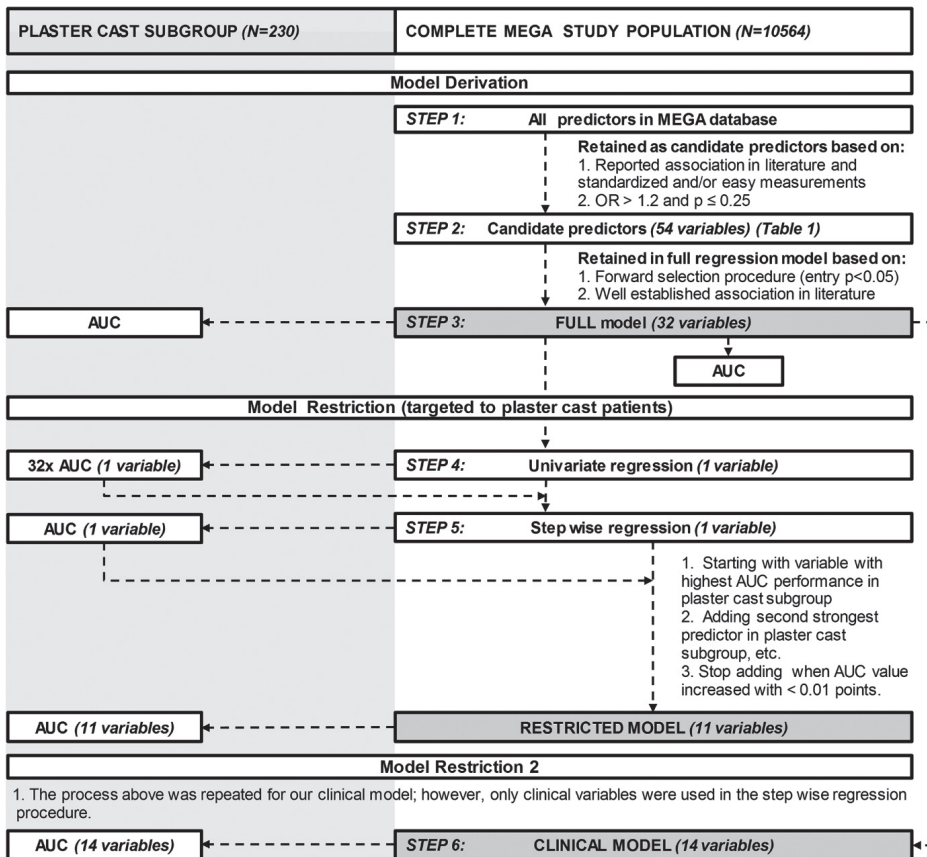 PLASTER CAST SUBGROUP (N=230)
COMPLETE MEGA STUDY POPULATION (N=10564)
Model Derivation
STEP 1: All predictors in MEGA database
Retained as candidate predictors based on:
1. Reported association in literature and
standardized and/or easy measurements
2. OR > 1.2 and p ≤ 0.25
STEP 2: Candidate predictors (54 variables) (Table 1)
Retained in full regression model based on:
1. Forward selection procedure (entry p<0.05)
2. Well established association in literature
AUC
STEP 3: FULL model (32 variables)
AUC
Model Restriction (targeted to plaster cast patients)
32x AUC (1 variable)
STEP 4: Univariate regression (1 variable)
AUC (1 variable)
STEP 5: Step wise regression (1 variable)
1. Starting with variable with
highest AUC performance in
plaster cast subgroup
2. Adding second strongest
predictor in plaster cast
subgroup, etc.
3. Stop adding when AUC value
increased with < 0.01 points.
AUC (11 variables)
RESTRICTED MODEL (11 variables)
Model Restriction 2
1. The process above was repeated for our clinical model; however, only clinical variables were used in the step wise regression
procedure.
AUC (14 variables)
STEP 6: CLINICAL MODEL (14 variables)